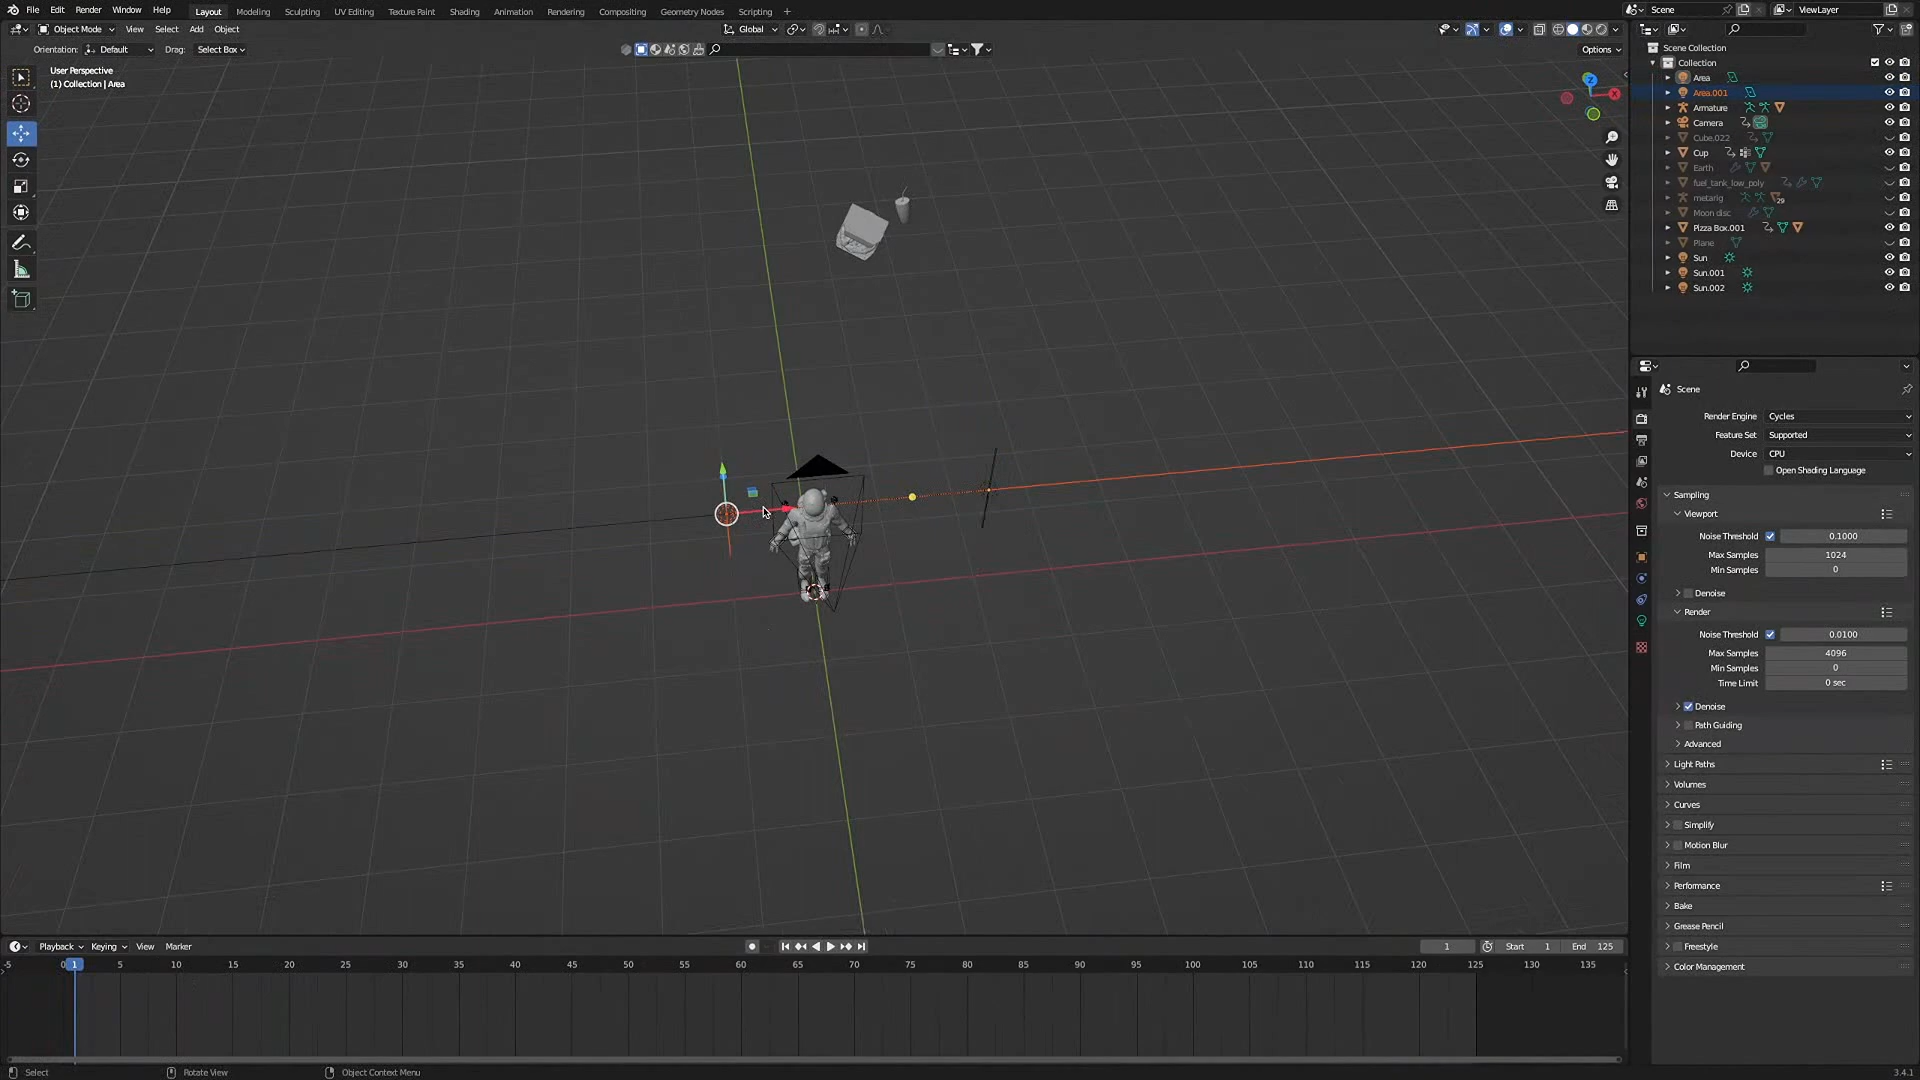 File Edit Render Window Help Layout Modeling Sculpting UV Editing Texture Paint Shading Animation Rendering Compositing Geometry Nodes Scripting + Scene ViewLayer
Object Mode View Select Add Object Global
Orientation: Default Drag: Select Box Options
User Perspective
(1) Collection | Area
Z
X
Scene Collection
Collection
Area
Area.001
Armature
Camera
Cube.022
Cup
Earth
fuel_tank_low_poly
metarig 29
Moon disc
Pizza Box.001
Plane
Sun
Sun.001
Sun.002
Scene
Render Engine Cycles
Feature Set Supported
Device CPU
Open Shading Language
Sampling
Viewport
Noise Threshold 0.1000
Max Samples 1024
Min Samples 0
Denoise
Render
Noise Threshold 0.0100
Max Samples 4096
Min Samples 0
Time Limit 0 sec
Denoise
Path Guiding
Advanced
Light Paths
Volumes
Curves
Simplify
Motion Blur
Film
Performance
Bake
Grease Pencil
Freestyle
Color Management
Playback Keying View Marker 1 Start 1 End 125
-5 0 1 5 10 15 20 25 30 35 40 45 50 55 60 65 70 75 80 85 90 95 100 105 110 115 120 125 130 135
Select Rotate View Object Context Menu 3.4.1